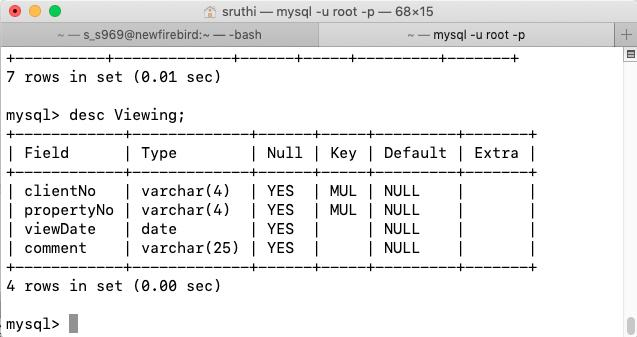 sruthi — mysql -u root -p — 68×15
~ — s_s969@newfirebird:~ — -bash
~ — mysql -u root -p
+
+----------+-------------+------+-----+---------+-------+
7 rows in set (0.01 sec)
mysql> desc Viewing;
+------------+-------------+------+-----+---------+-------+
| Field      | Type        | Null | Key | Default | Extra |
+------------+-------------+------+-----+---------+-------+
| clientNo   | varchar(4)  | YES  | MUL | NULL    |       |
| propertyNo | varchar(4)  | YES  | MUL | NULL    |       |
| viewDate   | date        | YES  |     | NULL    |       |
| comment    | varchar(25) | YES  |     | NULL    |       |
+------------+-------------+------+-----+---------+-------+
4 rows in set (0.00 sec)
mysql>